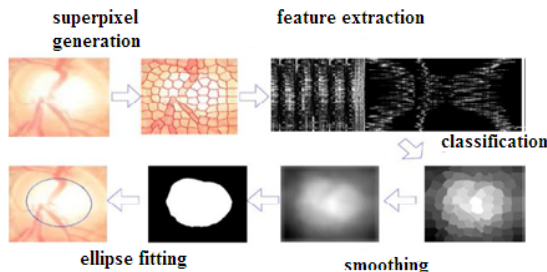 superpixel
generation
feature extraction
classification
ellipse fitting
smoothing